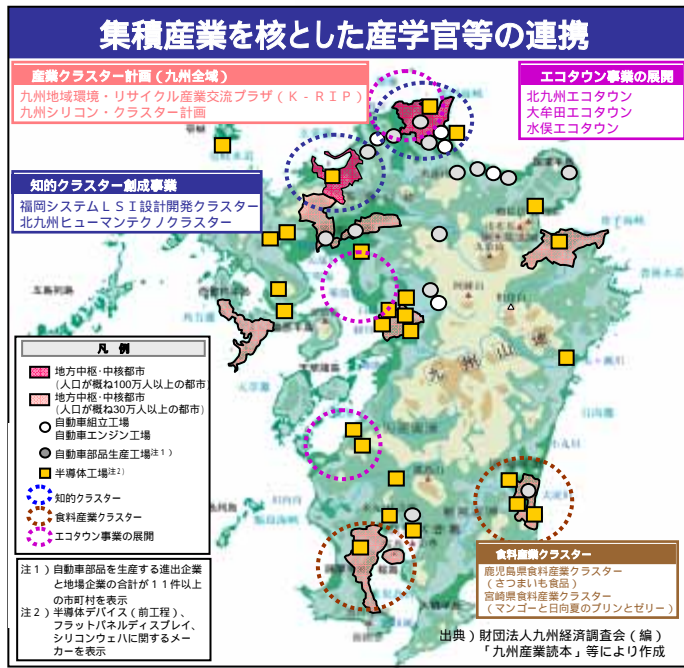 集積産業を核とした産学官等の連携
産業クラスター計画（九州全域）
九州地域環境・リサイクル産業交流プラザ（Ｋ‐ＲＩＰ）
九州シリコン・クラスター計画
エコタウン事業の展開
北九州エコタウン
大牟田エコタウン
水俣エコタウン
知的クラスター創成事業
福岡システムＬＳＩ設計開発クラスター
北九州ヒューマンテクノクラスター
九州山地
凡例
地方中枢・中核都市
（人口が概ね100万人以上の都市）
地方中枢・中核都市
（人口が概ね30万人以上の都市）
自動車組立工場
自動車エンジン工場
自動車部品生産工場注１）
半導体工場注２）
知的クラスター
食料産業クラスター
エコタウン事業の展開
注１）自動車部品を生産する進出企業
と地場企業の合計が１１件以上
の市町村を表示
注２）半導体デバイス（前工程）、
フラットパネルディスプレイ、
シリコンウェハに関するメー
カーを表示
食料産業クラスター
鹿児島県食料産業クラスター
（さつまいも食品）
宮崎県食料産業クラスター
（マンゴーと日向夏のプリンとゼリー）
出典）財団法人九州経済調査会（編）
「九州産業読本」等により作成